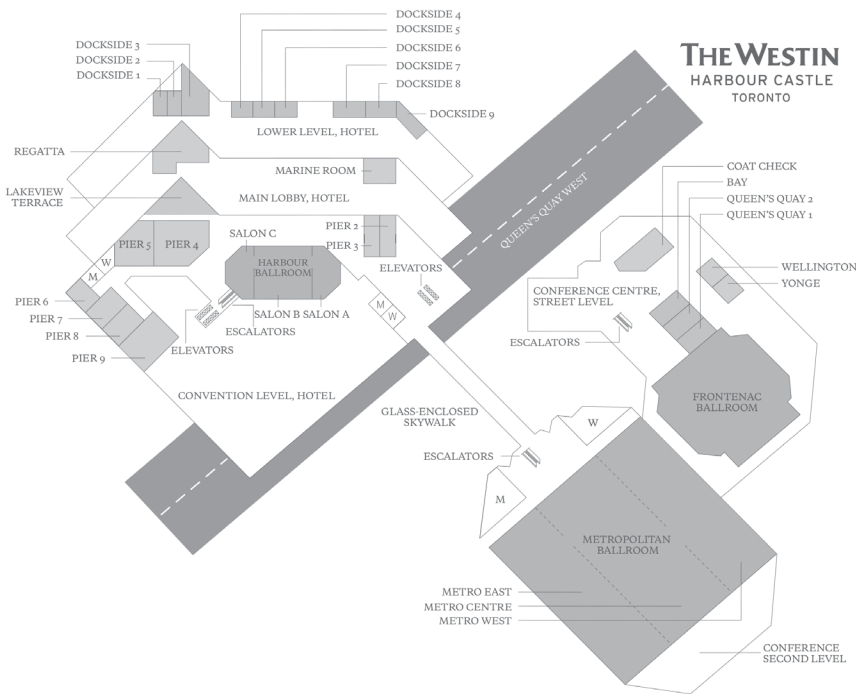 DOCKSIDE 4
DOCKSIDE 5
DOCKSIDE 6
DOCKSIDE 7
DOCKSIDE 8
DOCKSIDE 3
DOCKSIDE 2
DOCKSIDE 1
DOCKSIDE 9
THE WESTIN
HARBOUR CASTLE
TORONTO
LOWER LEVEL, HOTEL
REGATTA
MARINE ROOM
LAKEVIEW
TERRACE
MAIN LOBBY, HOTEL
QUEEN'S QUAY WEST
COAT CHECK
BAY
QUEEN'S QUAY 2
QUEEN'S QUAY 1
WELLINGTON
YONGE
SALON C
PIER 2
PIER 3
PIER 5
PIER 4
W
M
HARBOUR
BALLROOM
ELEVATORS
CONFERENCE CENTRE,
STREET LEVEL
PIER 6
PIER 7
PIER 8
PIER 9
SALON B
SALON A
M
W
ESCALATORS
ELEVATORS
ESCALATORS
CONVENTION LEVEL, HOTEL
FRONTENAC
BALLROOM
GLASS-ENCLOSED
SKYWALK
W
ESCALATORS
M
METROPOLITAN
BALLROOM
METRO EAST
METRO CENTRE
METRO WEST
CONFERENCE
SECOND LEVEL